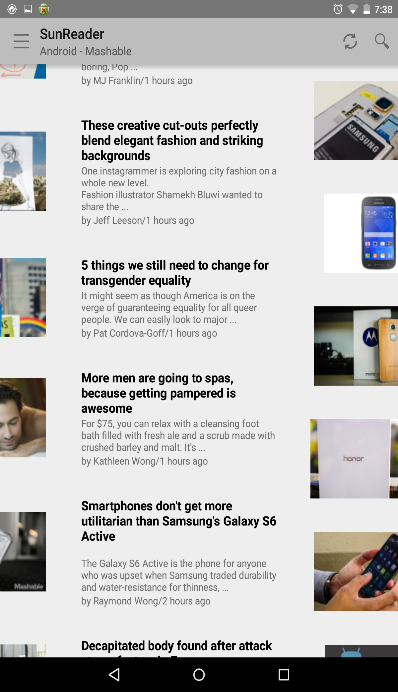 7:38
SunReader
Android - Mashable
boring, Pop ...
by MJ Franklin/1 hours ago
These creative cut-outs perfectly
blend elegant fashion and striking
backgrounds
One instagrammer is exploring city fashion on a
whole new level.
Fashion illustrator Shamekh Bluwi wanted to
share the ...
by Jeff Leeson/1 hours ago
SAMSUNG
5 things we still need to change for
transgender equality
It might seem as though America is on the
verge of guaranteeing equality for all queer
people. We can easily look to major ...
by Pat Cordova-Goff/1 hours ago
More men are going to spas,
because getting pampered is
awesome
For $75, you can relax with a cleansing foot
bath filled with fresh ale and a scrub made with
crushed barley and malt. It's ...
by Kathleen Wong/1 hours ago
honor
Smartphones don't get more
utilitarian than Samsung's Galaxy S6
Active
The Galaxy S6 Active is the phone for anyone
who was upset when Samsung traded durability
and water-resistance for thinness, ...
by Raymond Wong/2 hours ago
Mashable
Decapitated body found after attack